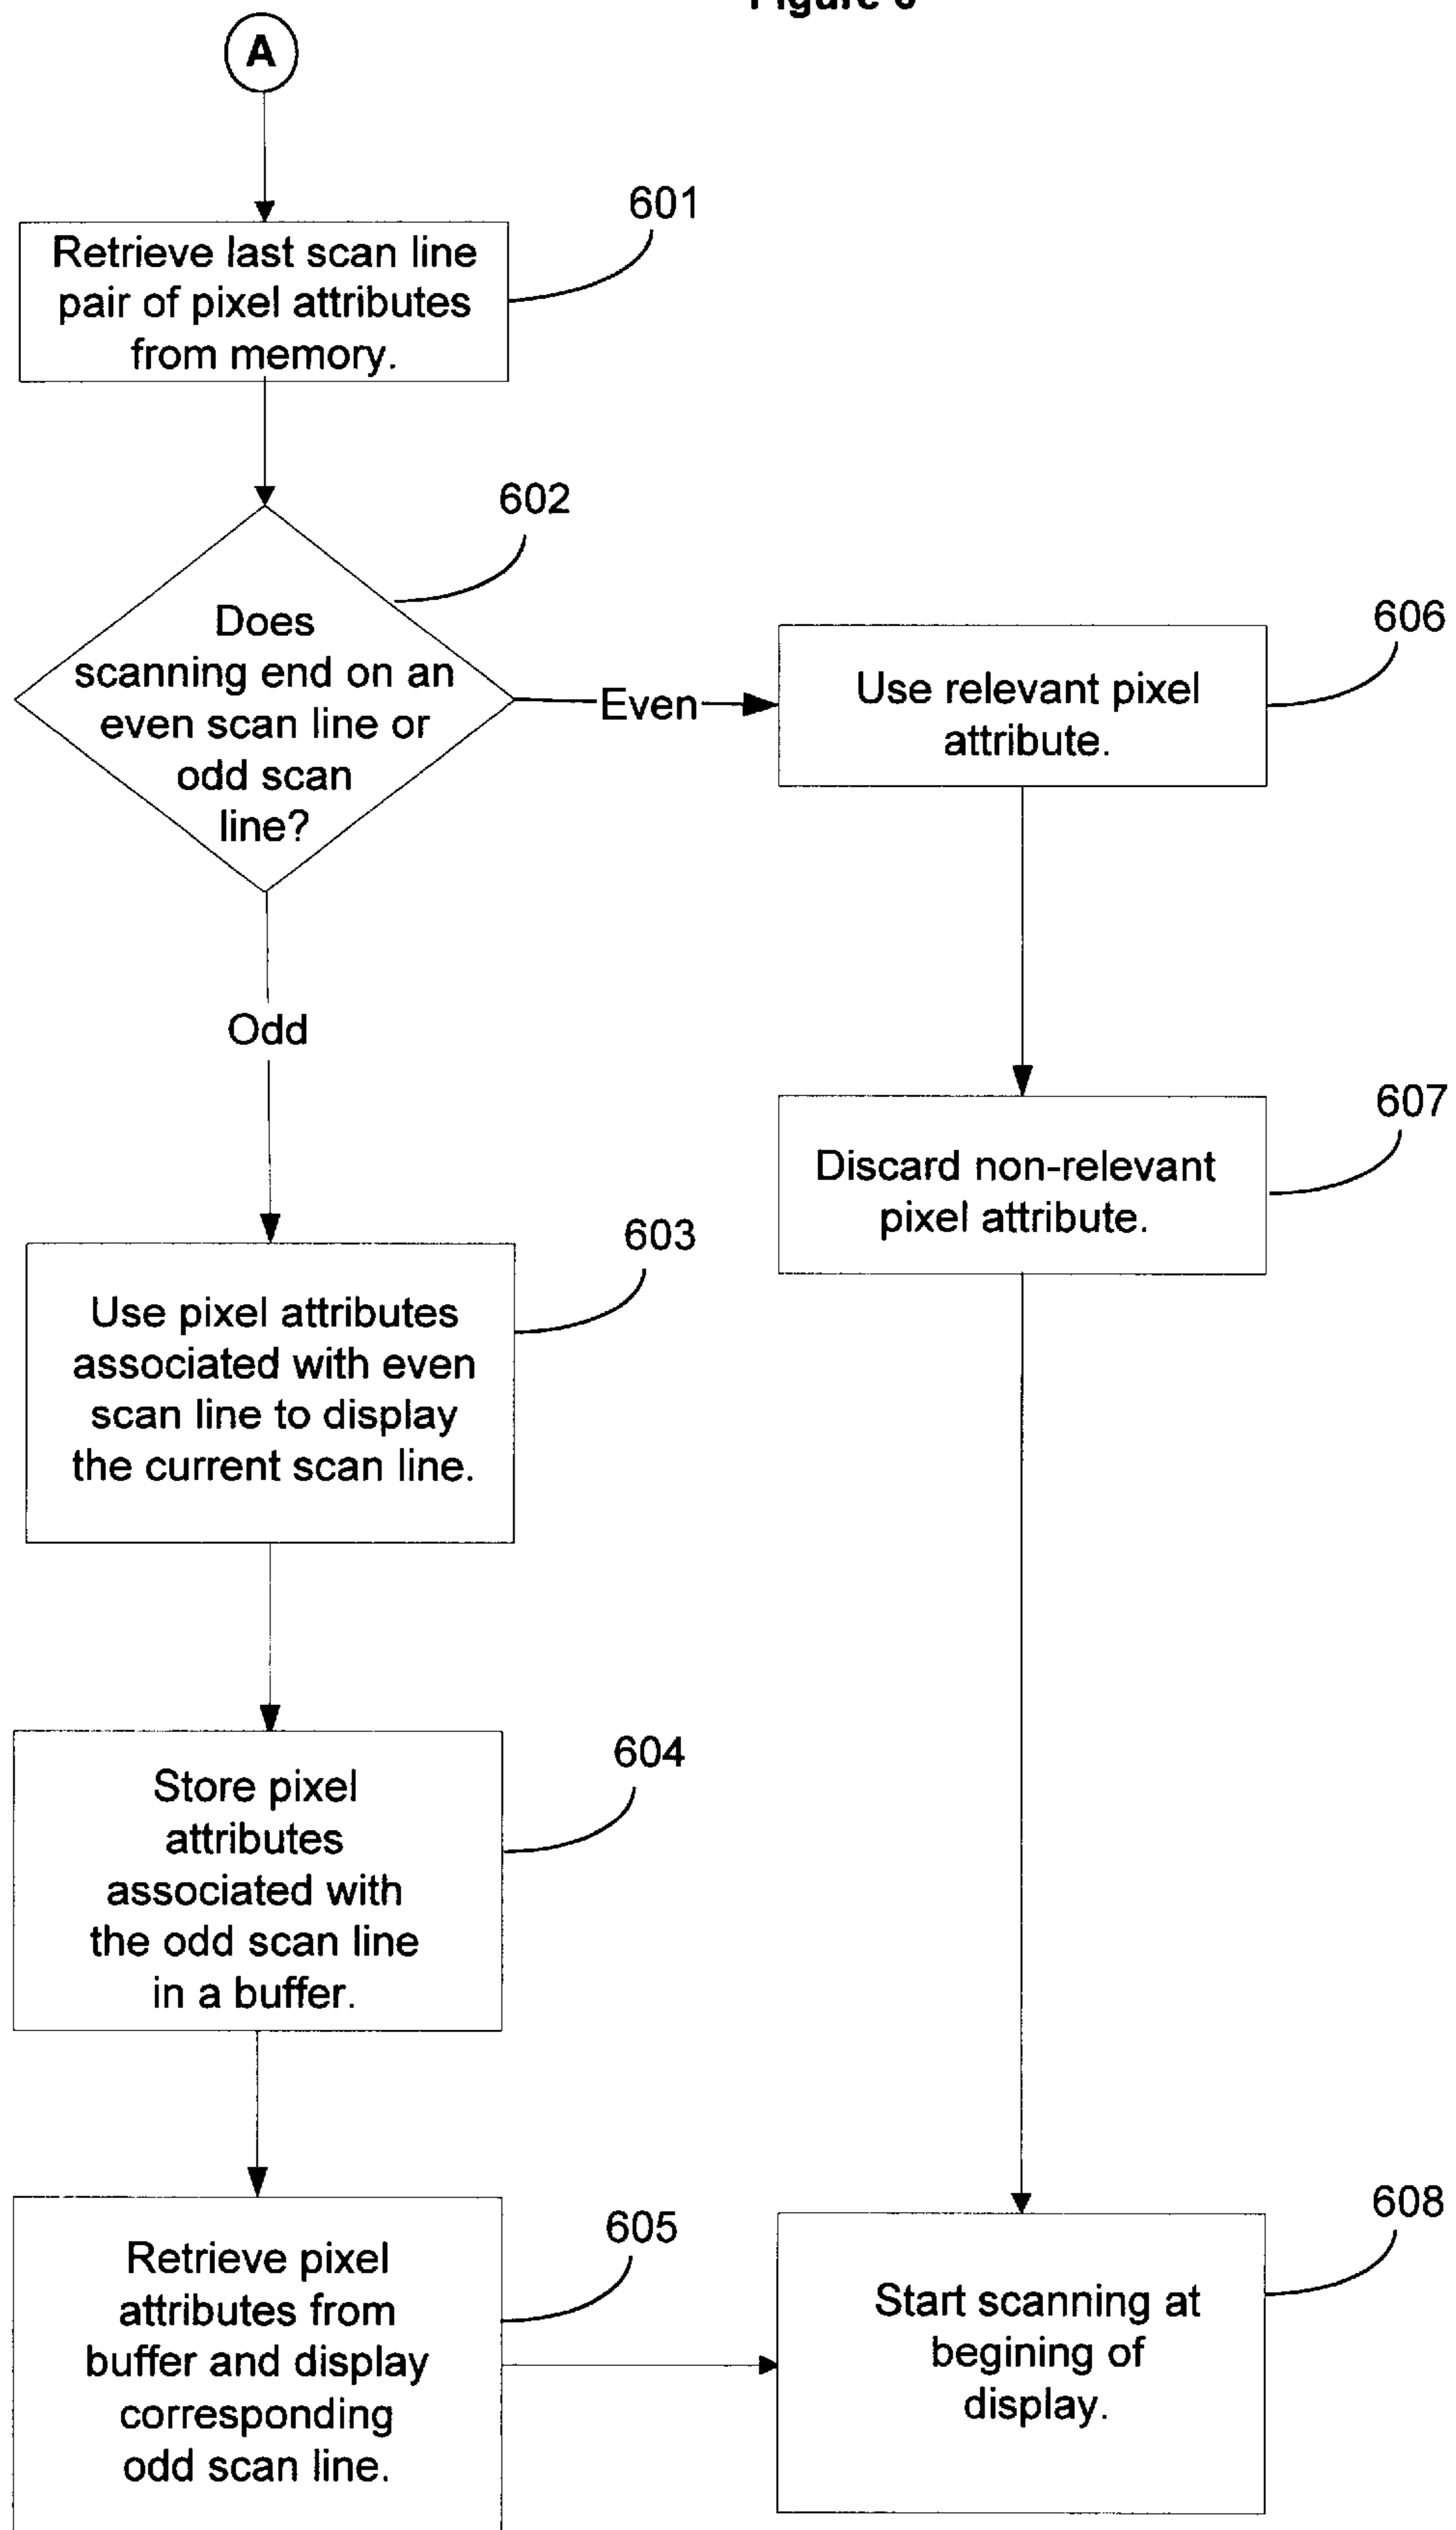 A
601
Retrieve last scan line
pair of pixel attributes
from memory.
602
Does
scanning end on an
even scan line or
odd scan
line?
Even
606
Use relevant pixel
attribute.
Odd
607
Discard non-relevant
pixel attribute.
603
Use pixel attributes
associated with even
scan line to display
the current scan line.
604
Store pixel
attributes
associated with
the odd scan line
in a buffer.
605
Retrieve pixel
attributes from
buffer and display
corresponding
odd scan line.
608
Start scanning at
begining of
display.